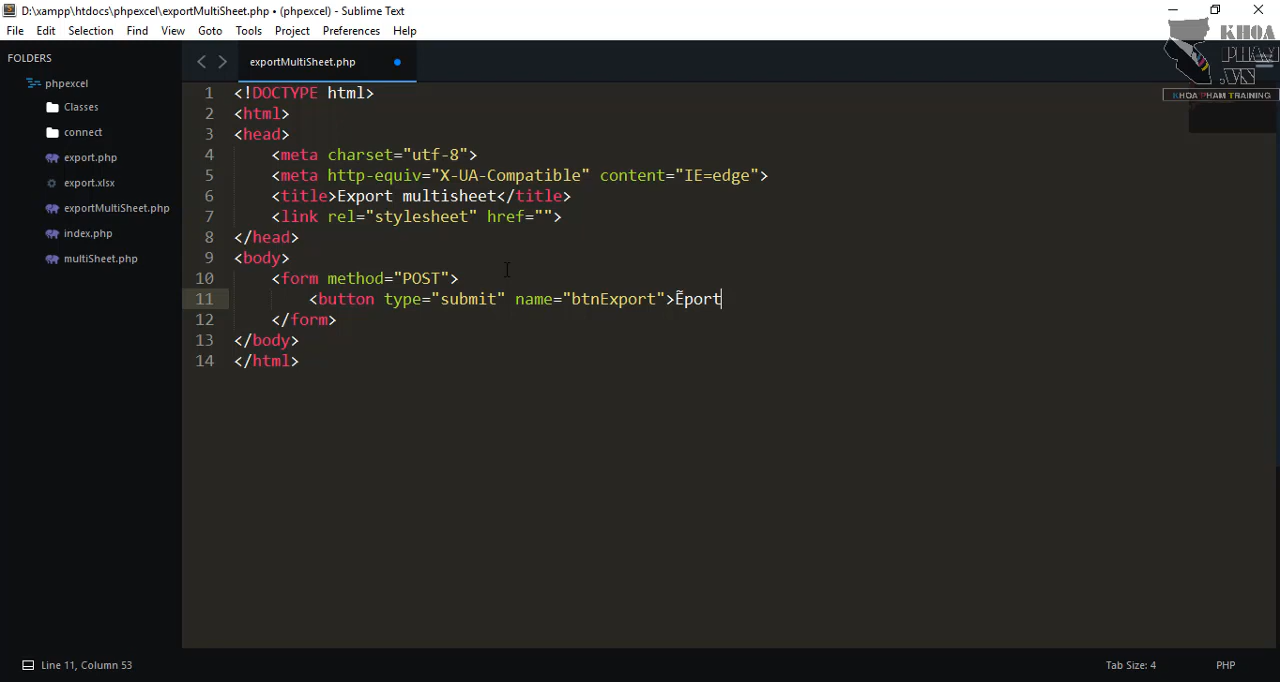 D:\xampp\htdocs\phpexcel\exportMultiSheet.php • (phpexcel) - Sublime Text
File Edit Selection Find View Goto Tools Project Preferences Help
KHOA
PHAM
.VN
KHOA PHAM TRAINING
FOLDERS
phpexcel
Classes
connect
export.php
export.xlsx
exportMultiSheet.php
index.php
multiSheet.php
exportMultiSheet.php
1 <!DOCTYPE html>
2 <html>
3 <head>
4 <meta charset="utf-8">
5 <meta http-equiv="X-UA-Compatible" content="IE=edge">
6 <title>Export multisheet</title>
7 <link rel="stylesheet" href="">
8 </head>
9 <body>
10 <form method="POST">
11 <button type="submit" name="btnExport">Ẽport
12 </form>
13 </body>
14 </html>
Line 11, Column 53
Tab Size: 4 PHP